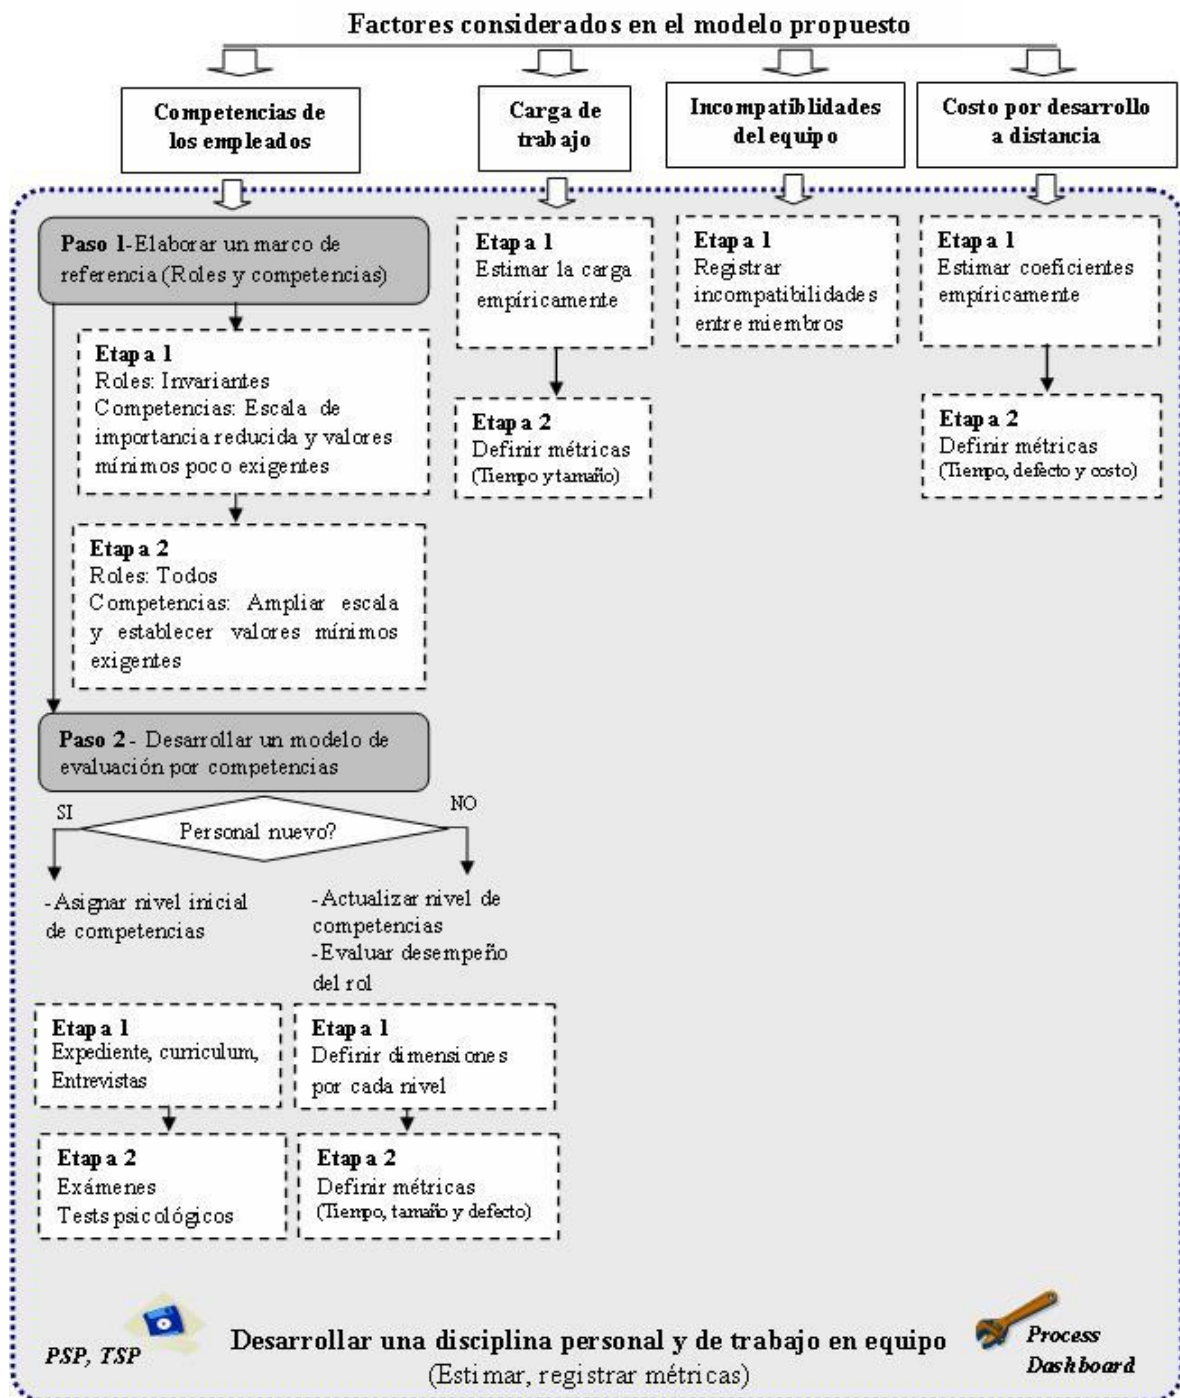 Factores considerados en el modelo propuesto
Competencias de
los empleados
Carga de
trabajo
Incompatiblidades
del equipo
Costo por desarrollo
a distancia
Paso 1-Elaborar un marco de
referencia (Roles y competencias)
Etapa 1
Roles: Invariantes
Competencias: Escala de
importancia reducida y valores
mínimos poco exigentes
Etapa 2
Roles: Todos
Competencias: Ampliar escala
y establecer valores mínimos
exigentes
Etapa 1
Estimar la carga
empíricamente
Etapa 2
Definir métricas
(Tiempo y tamaño)
Etapa 1
Registrar
incompatibilidades
entre miembros
Etapa 1
Estimar coeficientes
empíricamente
Etapa 2
Definir métricas
(Tiempo, defecto y costo)
Paso 2- Desarrollar un modelo de
evaluación por competencias
SI
Personal nuevo?
NO
-Asignar nivel inicial
de competencias
-Actualizar nivel de
competencias
-Evaluar desempeño
del rol
Etapa 1
Expediente, curriculum,
Entrevistas
Etapa 2
Exámenes
Tests psicológicos
Etapa 1
Definir dimensiones
por cada nivel
Etapa 2
Definir métricas
(Tiempo, tamaño y defecto)
PSP, TSP
Desarrollar una disciplina personal y de trabajo en equipo
(Estimar, registrar métricas)
Process
Dashboard